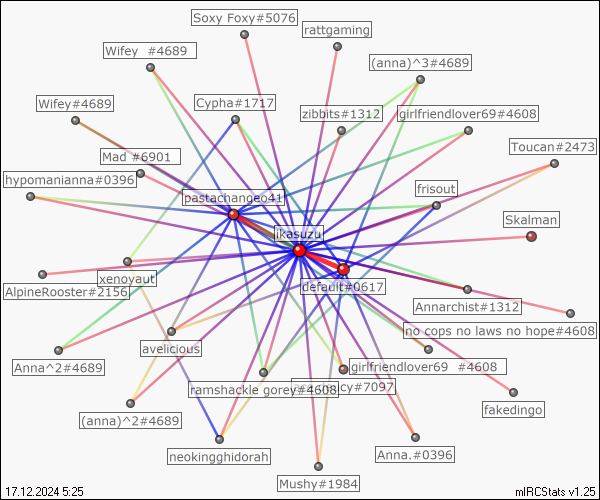 Soxy Foxy#5076
rattgaming
Wifey  #4689
(anna)^3#4689
Wifey#4689
Cypha#1717
zibbits#1312
girlfriendlover69#4608
Toucan#2473
Mad #6901
hypomanianna#0396
pastachangeo41
frisout
Skalman
ikasuzu
xenoyaut
default#0617
AlpineRooster#2156
Annarchist#1312
no cops no laws no hope#4608
avelicious
Anna^2#4689
girlfriendlover69  #4608
ramshackle gorey#4608
cy#7097
fakedingo
(anna)^2#4689
neokingghidorah
Anna.#0396
Mushy#1984
17.12.2024 5:25
mIRCStats v1.25